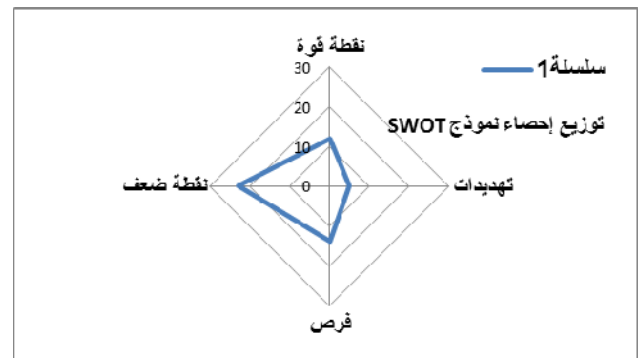 نقطة قوة
سلسلة1
توزيع إحصاء نموذج SWOT
30
20
10
0
تهديدات
نقطة ضعف
فرص